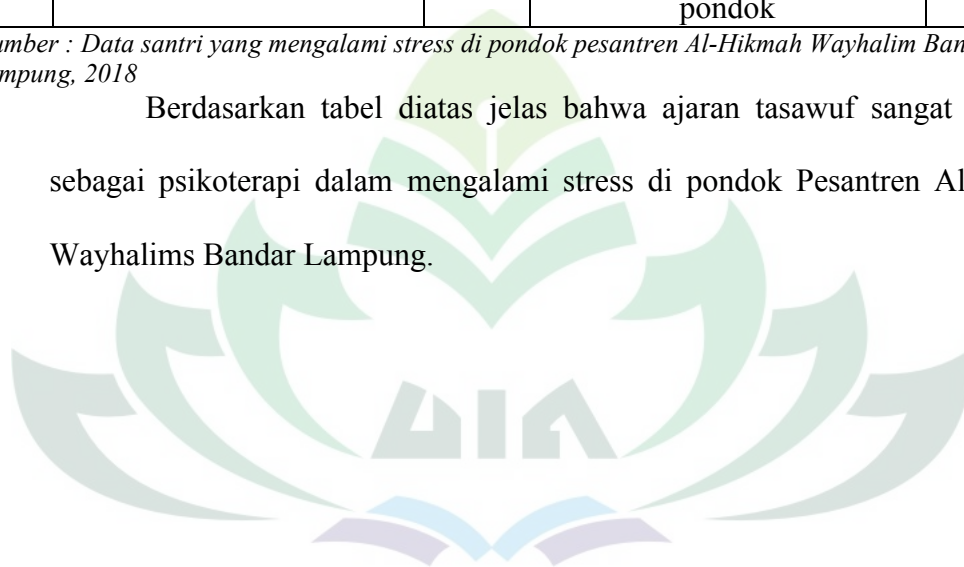 pondok
umber : Data santri yang mengalami stress di pondok pesantren Al-Hikmah Wayhalim Ban
mpung, 2018
Berdasarkan tabel diatas jelas bahwa ajaran tasawuf sangat
sebagai psikoterapi dalam mengalami stress di pondok Pesantren Al
Wayhalims Bandar Lampung.
UIN